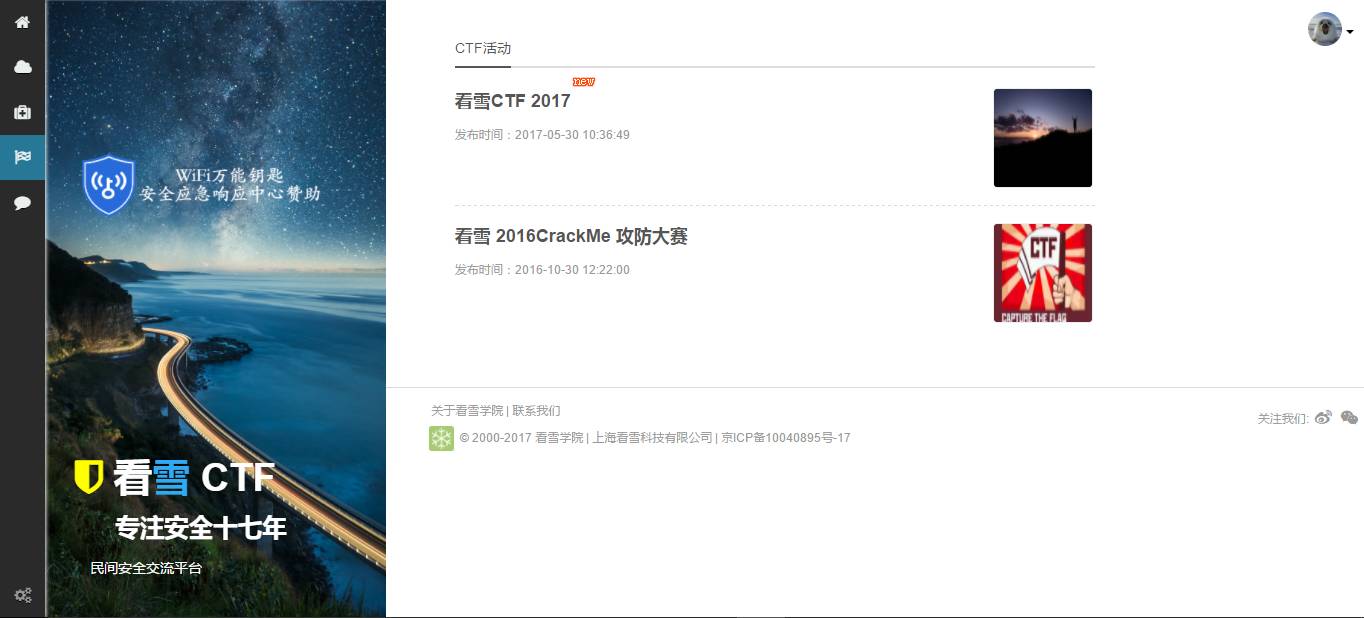 WiFi万能钥匙
安全应急响应中心赞助
看雪 CTF
专注安全十七年
民间安全交流平台
CTF活动
new
看雪CTF 2017
发布时间：2017-05-30 10:36:49
看雪 2016CrackMe 攻防大赛
发布时间：2016-10-30 12:22:00
CTF
CAPTURE THE FLAG
关于看雪学院 | 联系我们
© 2000-2017 看雪学院 | 上海看雪科技有限公司 | 京ICP备10040895号-17
关注我们: